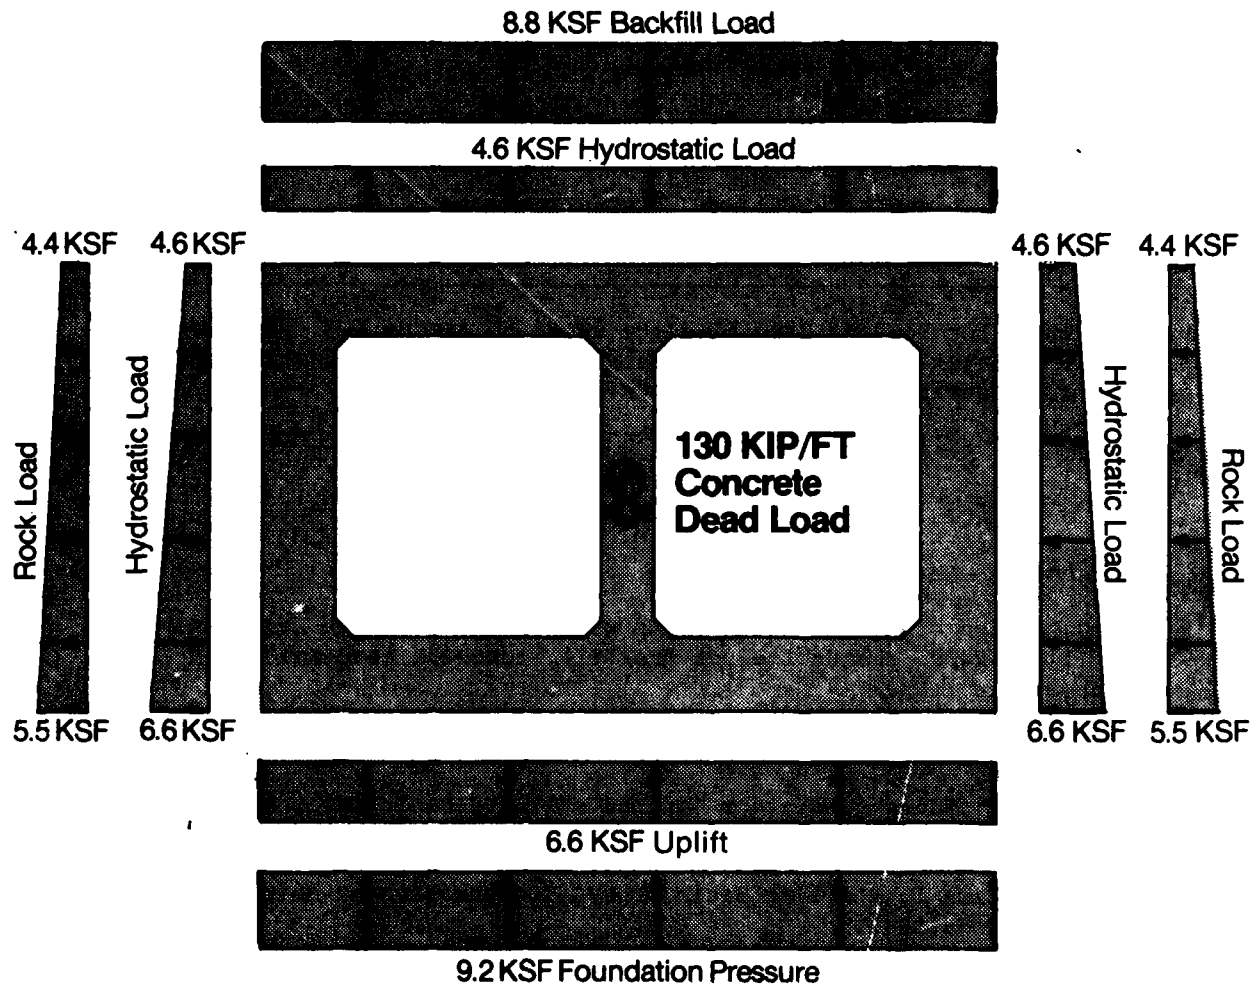 8.8 KSF Backfill Load
4.6 KSF Hydrostatic Load
4.4 KSF
4.6 KSF
4.6 KSF
4.4 KSF
Rock Load
Hydrostatic Load
130 KIP/FT
Concrete
Dead Load
Hydrostatic Load
Rock Load
5.5 KSF
6.6 KSF
6.6 KSF
5.5 KSF
6.6 KSF Uplift
9.2 KSF Foundation Pressure